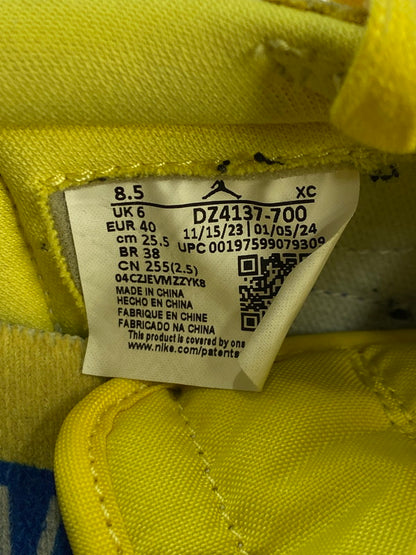 8.5 XC
UK 6 DZ4137-700
EUR 40 11/15/23 01/05/24
cm 25.5 UPC 00197599079309
BR 38
CN 255(2.5)
04CZIEVMZZYK8
MADE IN CHINA
HECHO EN CHINA
FABRIQUE EN CHINE
FABRICADO NA CHINA
This product is covered by one
www.nike.com/patents